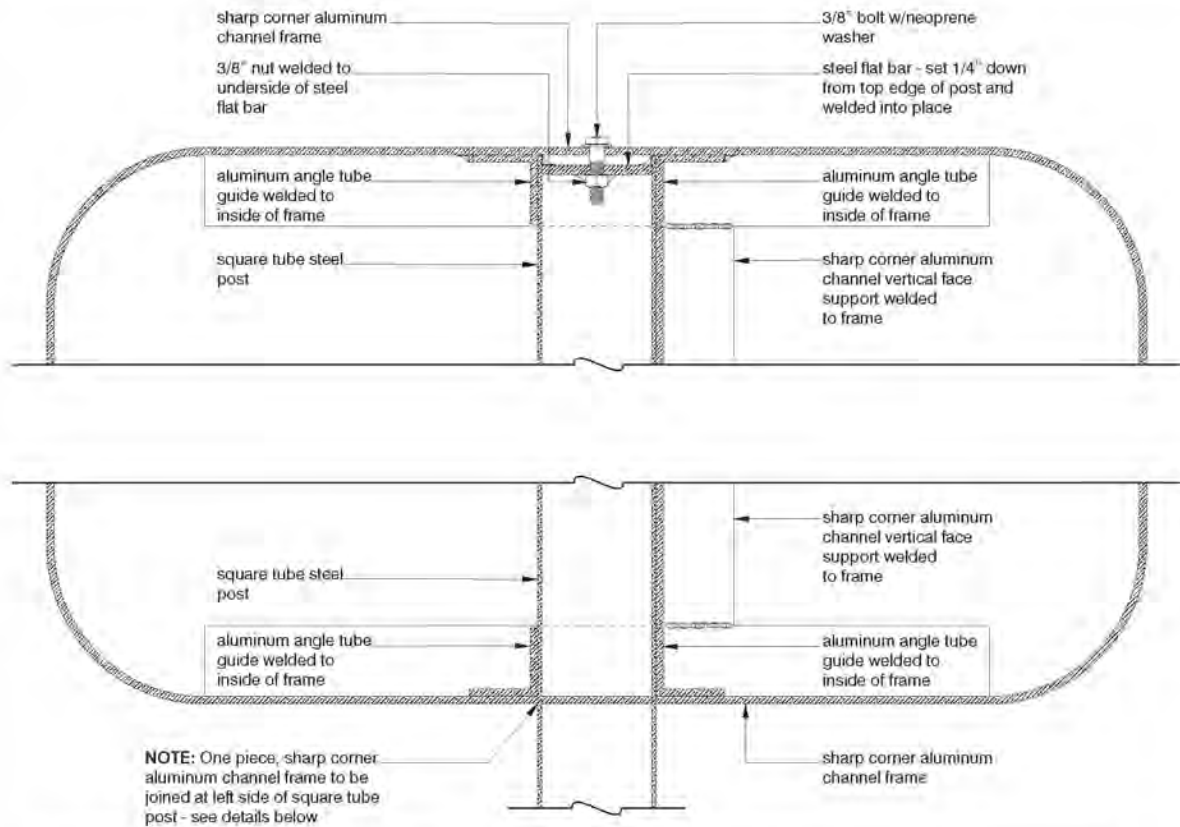 sharp corner aluminum
channel frame
3/8" nut welded to
underside of steel
flat bar
3/8" bolt w/neoprene
washer
steel flat bar - set 1/4" down
from top edge of post and
welded into place
aluminum angle tube
guide welded to
inside of frame
square tube steel
post
aluminum angle tube
guide welded to
inside of frame
sharp corner aluminum
channel vertical face
support welded
to frame
square tube steel
post
aluminum angle tube
guide welded to
inside of frame
sharp corner aluminum
channel vertical face
support welded
to frame
aluminum angle tube
guide welded to
inside of frame
NOTE: One piece, sharp corner
aluminum channel frame to be
joined at left side of square tube
post - see details below
sharp corner aluminum
channel frame